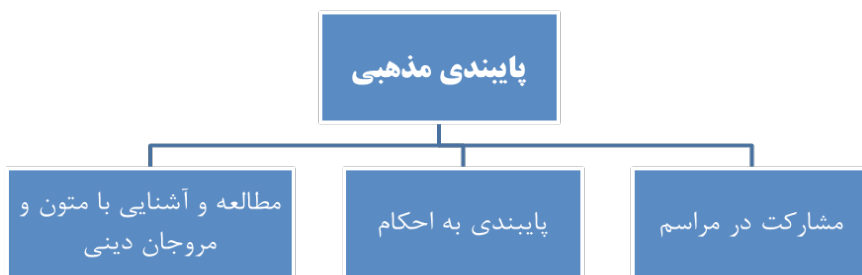 پایبندی مذهبی
مشارکت در مراسم
پایبندی به احکام
مطالعه و آشنایی با متون و
مروجان دینی